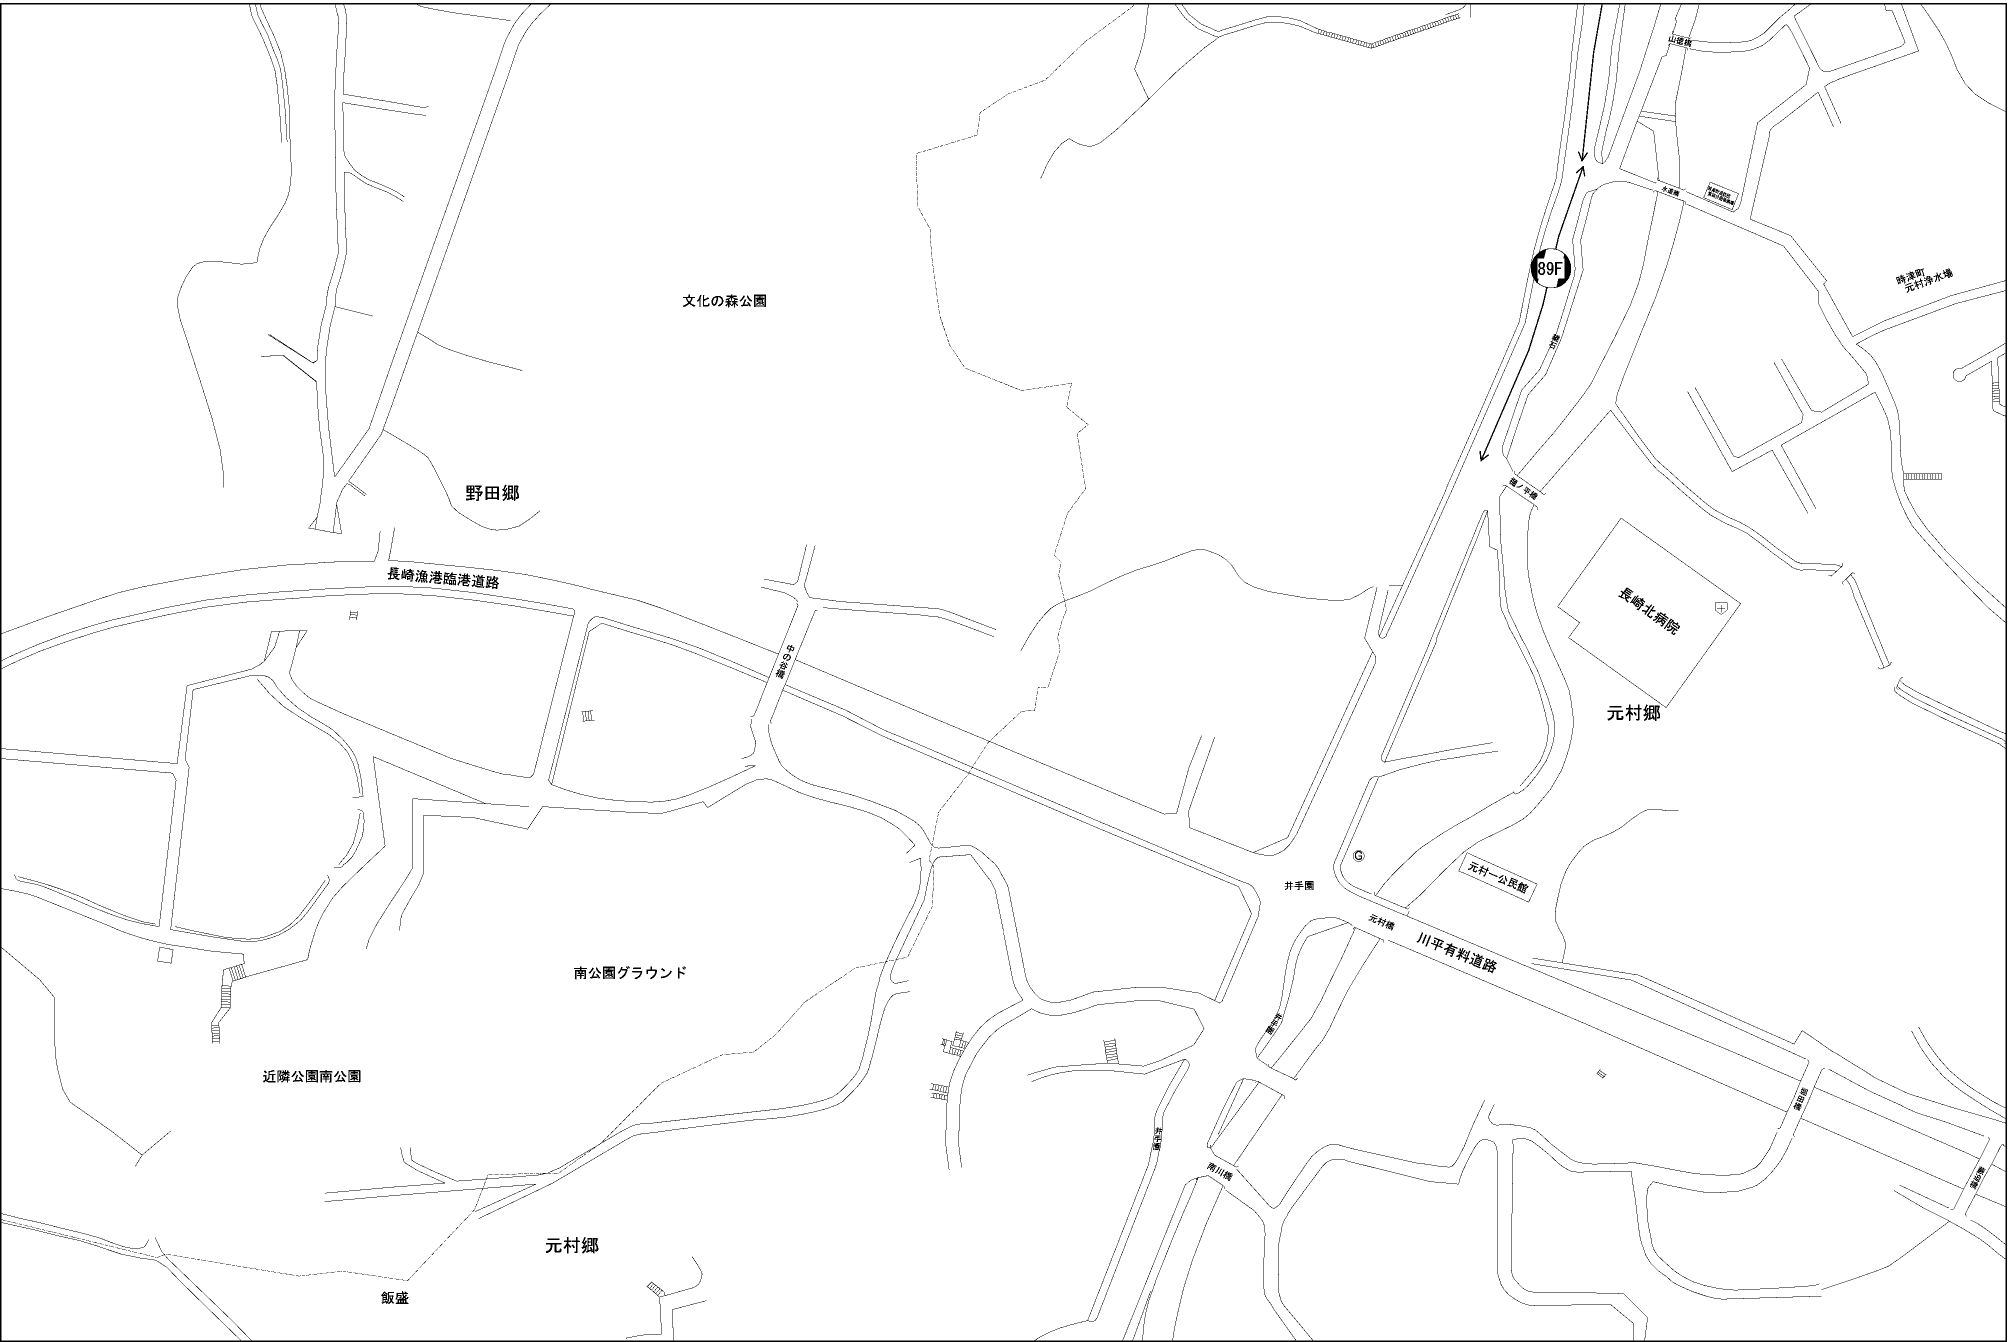 山徳橋
永達橋
時津町
元村浄水場
89F
文化の森公園
野田郷
長崎漁港臨港道路
中の谷橋
長崎北病院
元村郷
G
元村一公民館
井手園
元村橋
川平有料道路
南公園グラウンド
近隣公園南公園
南川橋
元村郷
飯盛